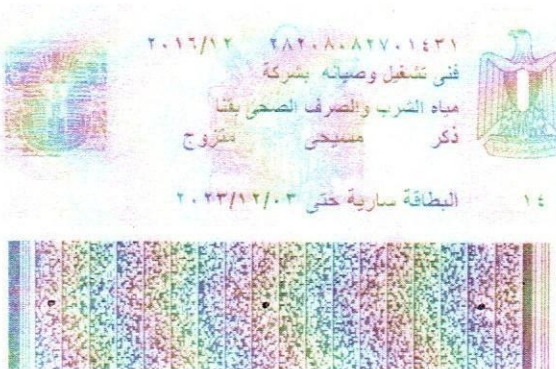 ٢٨٢٠٨٠٨٢٧٠١٤٣١ ٢٠١٦/١٢
فنى تشغيل وصيانه بشركة
مياه الشرب والصرف الصحى بقنا
ذكر مسيحى متزوج
١٤ البطاقة سارية حتى ٢٠٢٣/١٢/٠٣